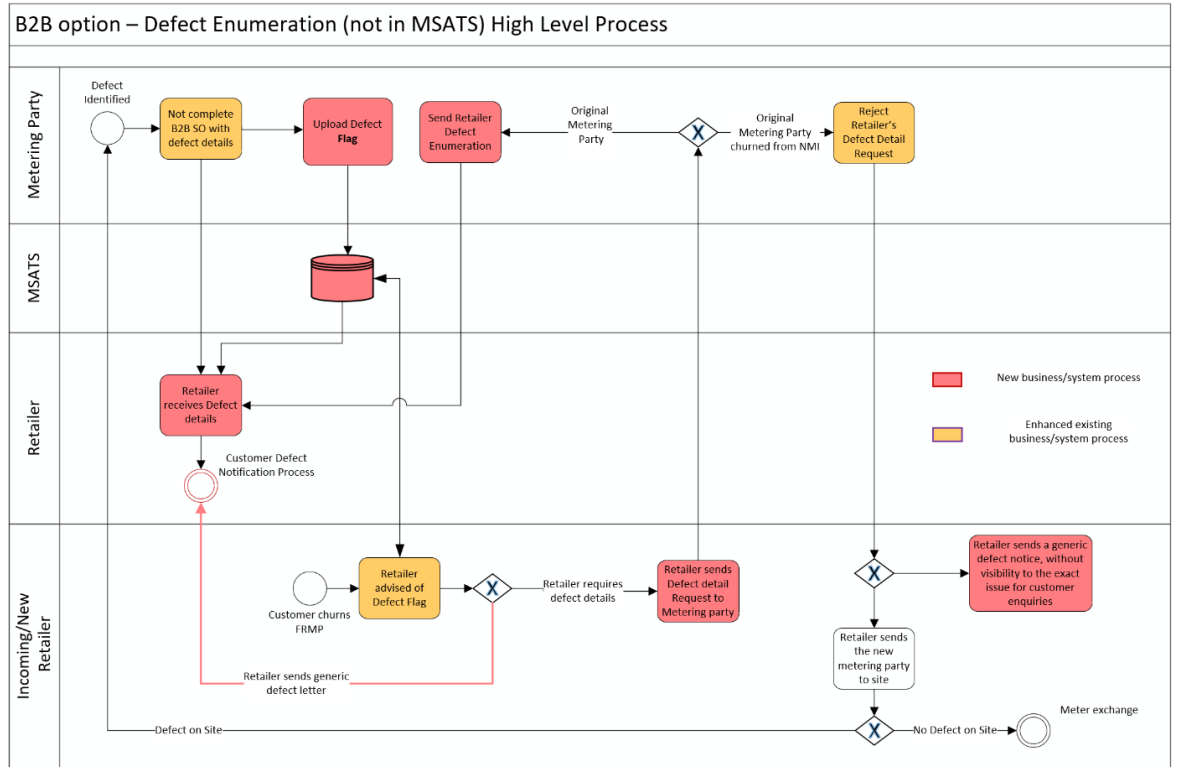 B2B option – Defect Enumeration (not in MSATS) High Level Process
Metering Party
Defect
Identified
Not complete
B2B SO with
defect details
Upload Defect
Flag
Send Retailer
Defect
Enumeration
Original
Metering
Party
X
Original
Metering Party
churned from NMI
Reject
Retailer's
Defect Detail
Request
MSATS
Retailer
Retailer
receives Defect
details
Customer Defect
Notification Process
New business/system process
Enhanced existing
business/system process
Incoming/New
Retailer
Customer churns
FRMP
Retailer
advised of
Defect Flag
X
Retailer requires
defect details
Retailer sends
Defect detail
Request to
Metering party
X
Retailer sends a generic
defect notice, without
visibility to the exact
issue for customer
enquiries
Retailer sends
the new
metering party
to site
Retailer sends generic
defect letter
Defect on Site
X
No Defect on Site
Meter exchange